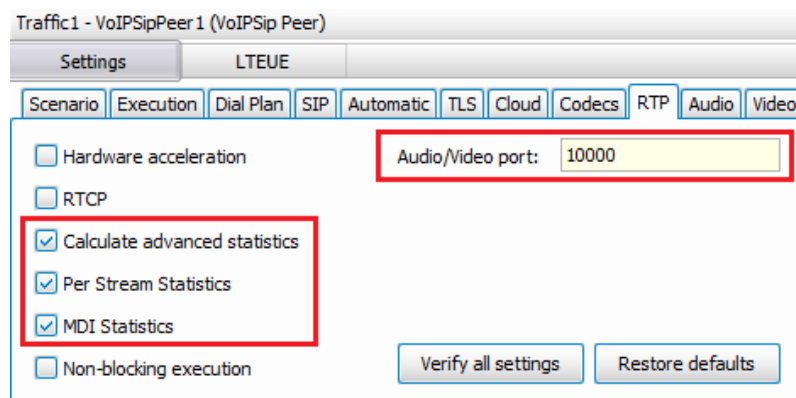 Traffic1 - VoIPSipPeer1 (VoIPSip Peer)
Settings LTEUE
Scenario Execution Dial Plan SIP Automatic TLS Cloud Codecs RTP Audio Video
Hardware acceleration Audio/Video port: 10000
RTCP
Calculate advanced statistics
Per Stream Statistics
MDI Statistics
Non-blocking execution Verify all settings Restore defaults